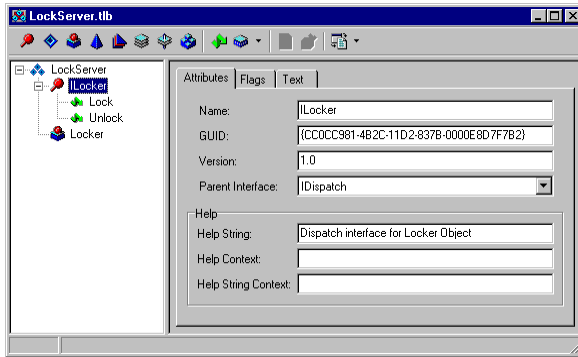 LockServer.tlb
LockServer
ILocker
Lock
Unlock
Locker
Attributes Flags Text
Name: ILocker
GUID: {CC0CC981-4B2C-11D2-837B-0000E8D7F7B2}
Version: 1.0
Parent Interface: IDispatch
Help
Help String: Dispatch interface for Locker Object
Help Context:
Help String Context: